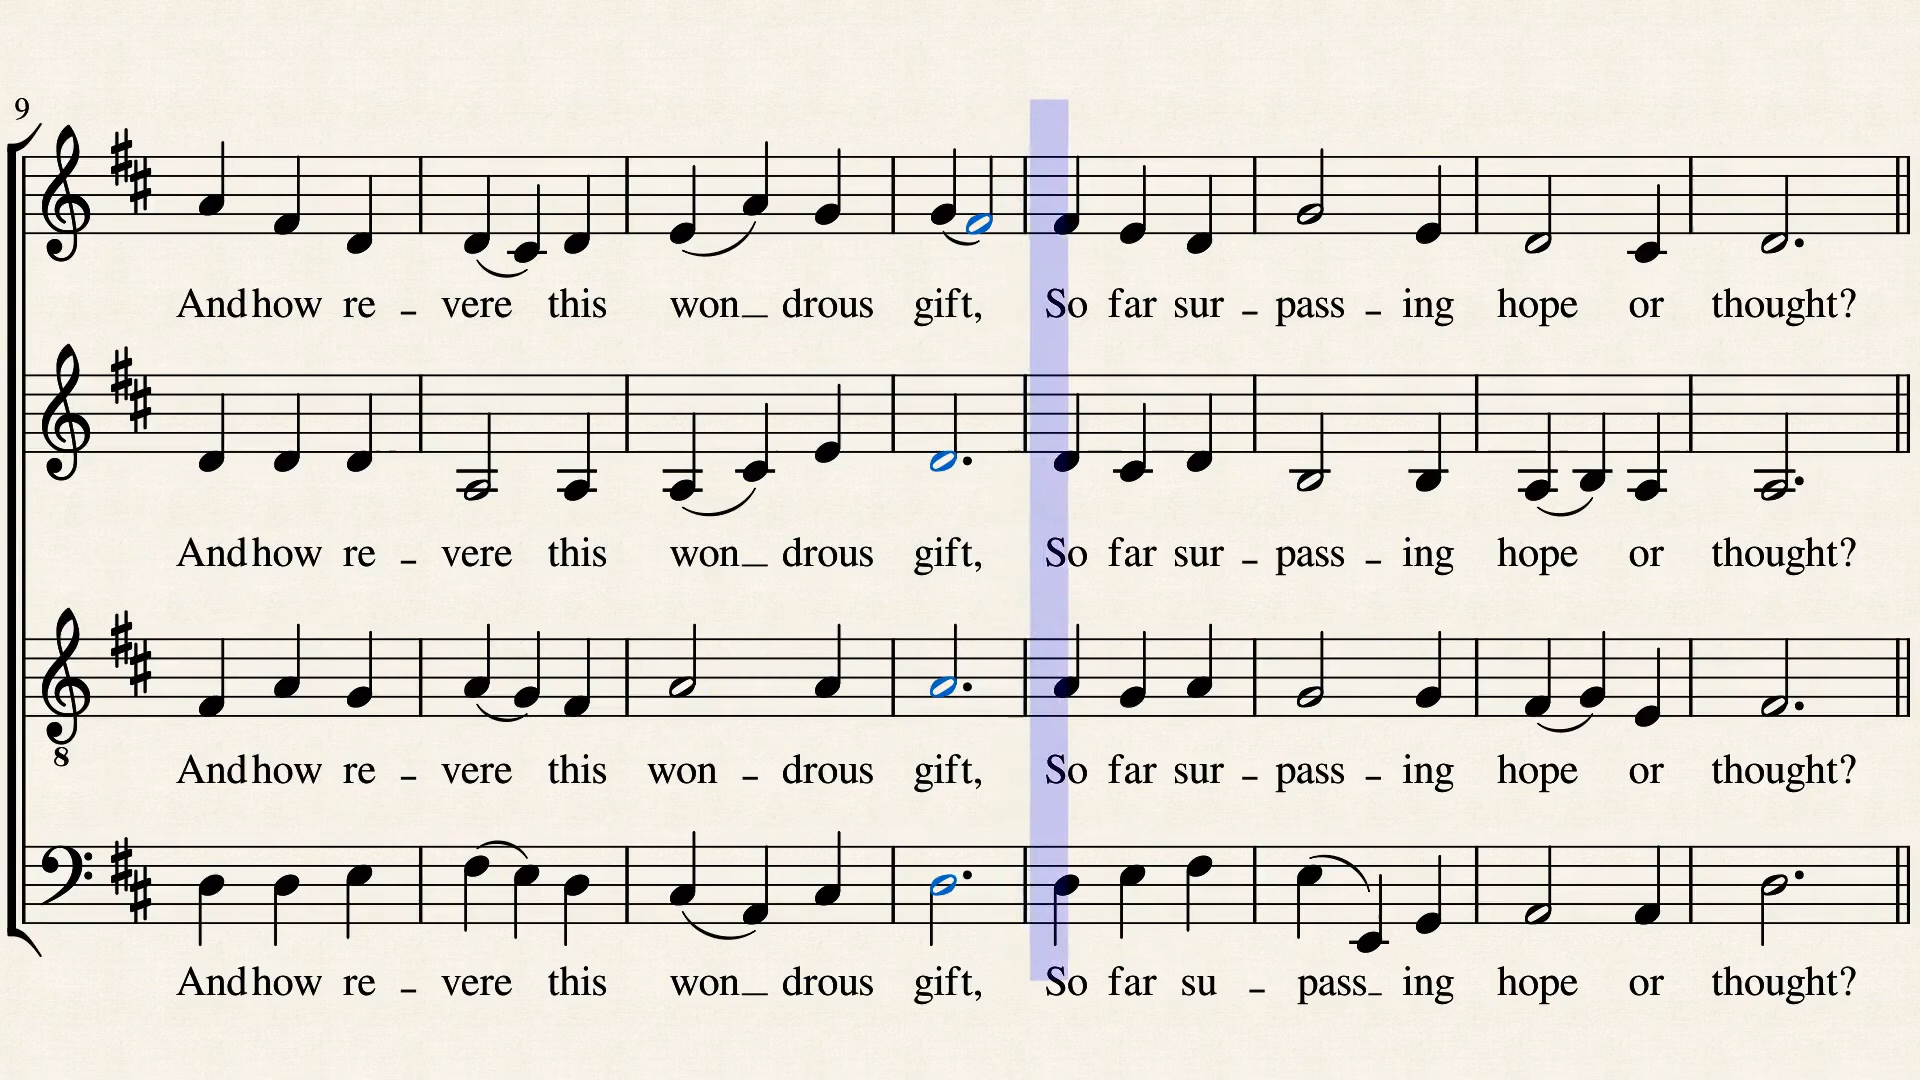 9
And how re - vere this won_ drous gift, So far sur - pass - ing hope or thought?
And how re - vere this won_ drous gift, So far sur - pass - ing hope or thought?
8
And how re - vere this won - drous gift, So far sur - pass - ing hope or thought?
And how re - vere this won_ drous gift, So far su - pass_ ing hope or thought?